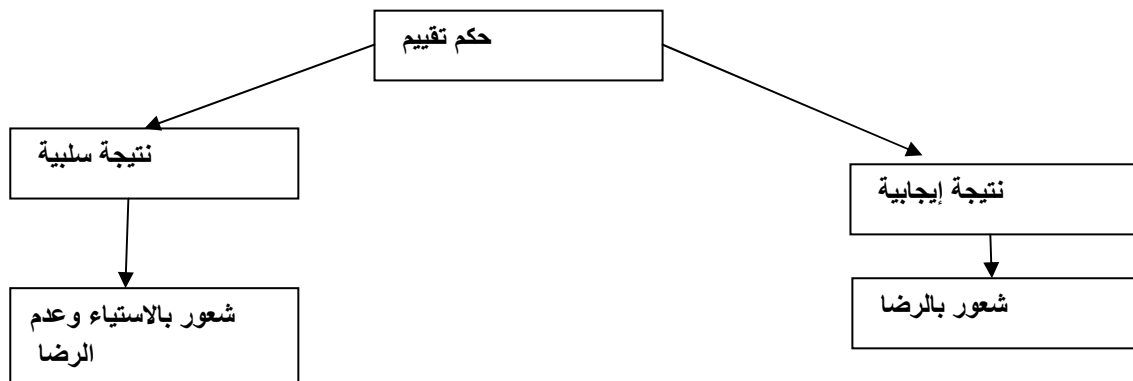 حكم تقييم
نتيجة سلبية
نتيجة إيجابية
شعور بالرضا
شعور بالاستياء وعدم
الرضا